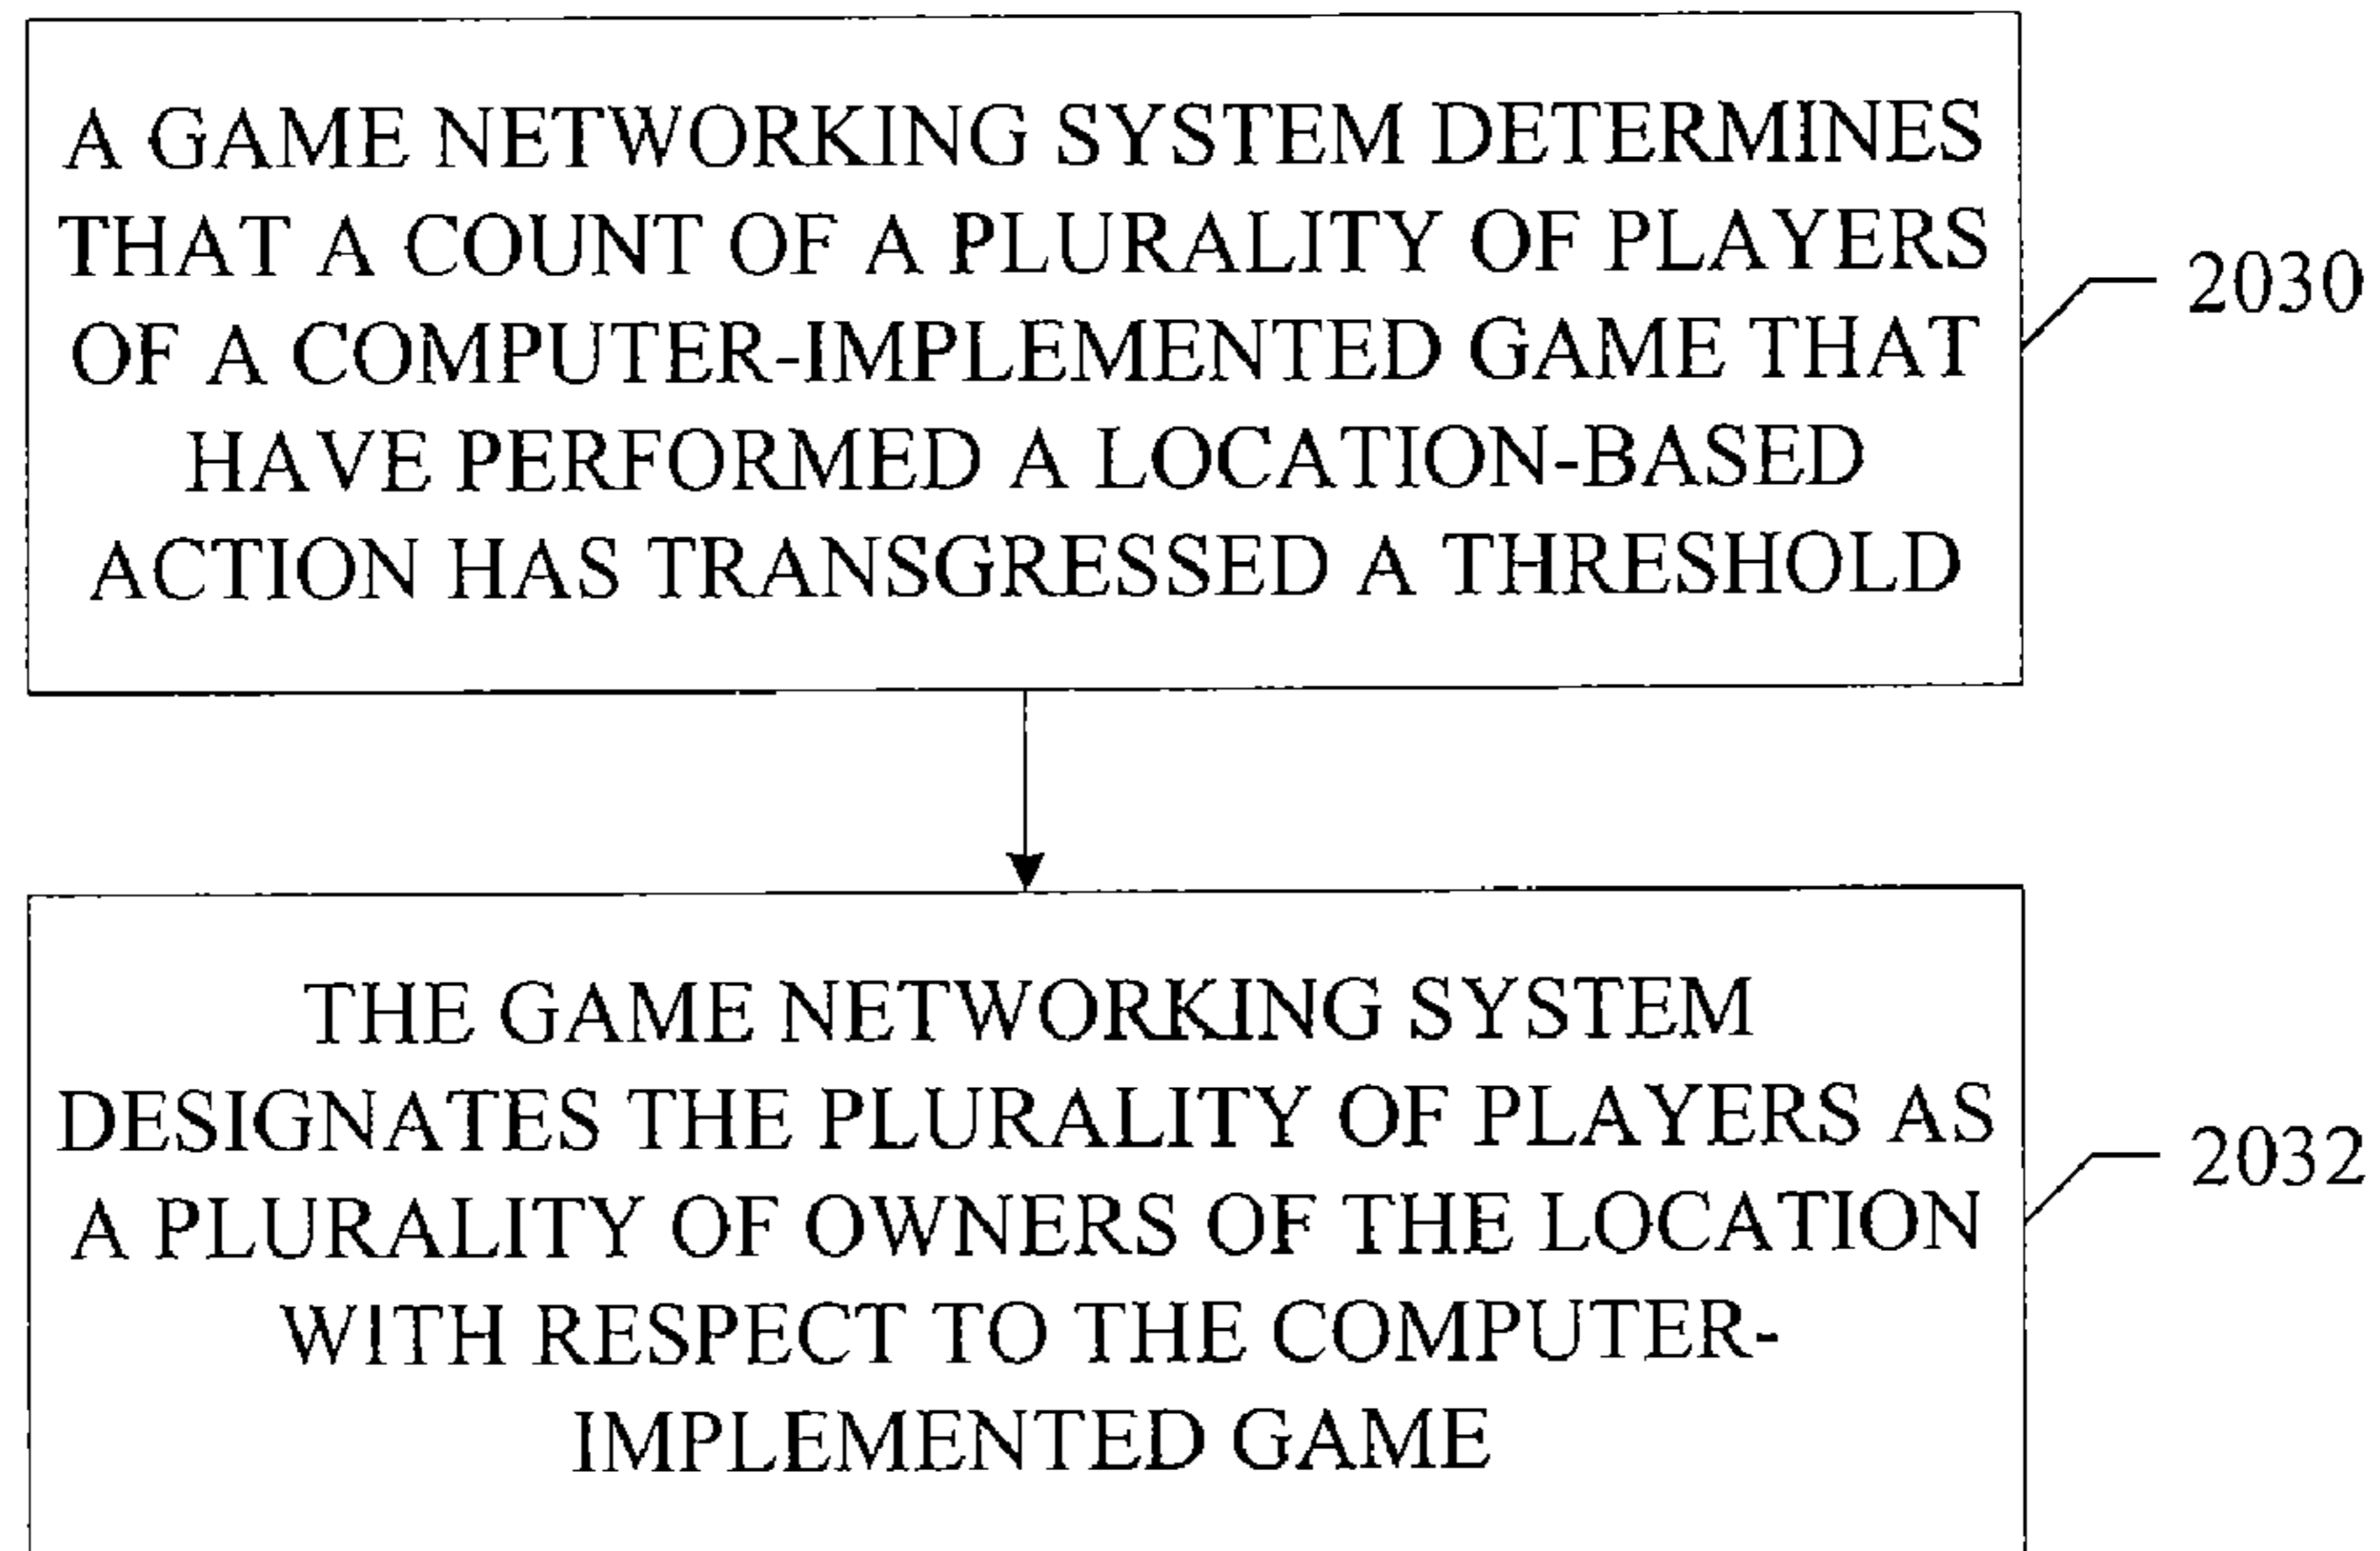 A GAME NETWORKING SYSTEM DETERMINES
THAT A COUNT OF A PLURALITY OF PLAYERS
OF A COMPUTER-IMPLEMENTED GAME THAT
HAVE PERFORMED A LOCATION-BASED
ACTION HAS TRANSGRESSED A THRESHOLD
2030
THE GAME NETWORKING SYSTEM
DESIGNATES THE PLURALITY OF PLAYERS AS
A PLURALITY OF OWNERS OF THE LOCATION
WITH RESPECT TO THE COMPUTER-
IMPLEMENTED GAME
2032